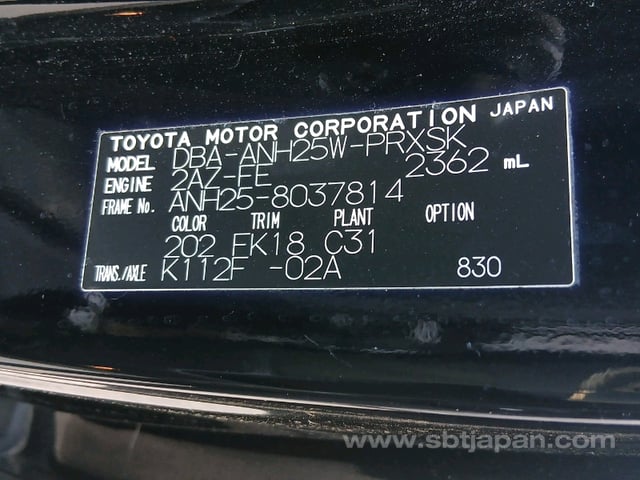 TOYOTA MOTOR CORPORATION JAPAN
MODEL DBA-ANH25W-PRXSK
ENGINE 2AZ-FE 2362 mL
FRAME No. ANH25-8037814
COLOR TRIM PLANT OPTION
202 FK18 C31
TRANS./AXLE K112F -02A 830
www.sbtjapan.com